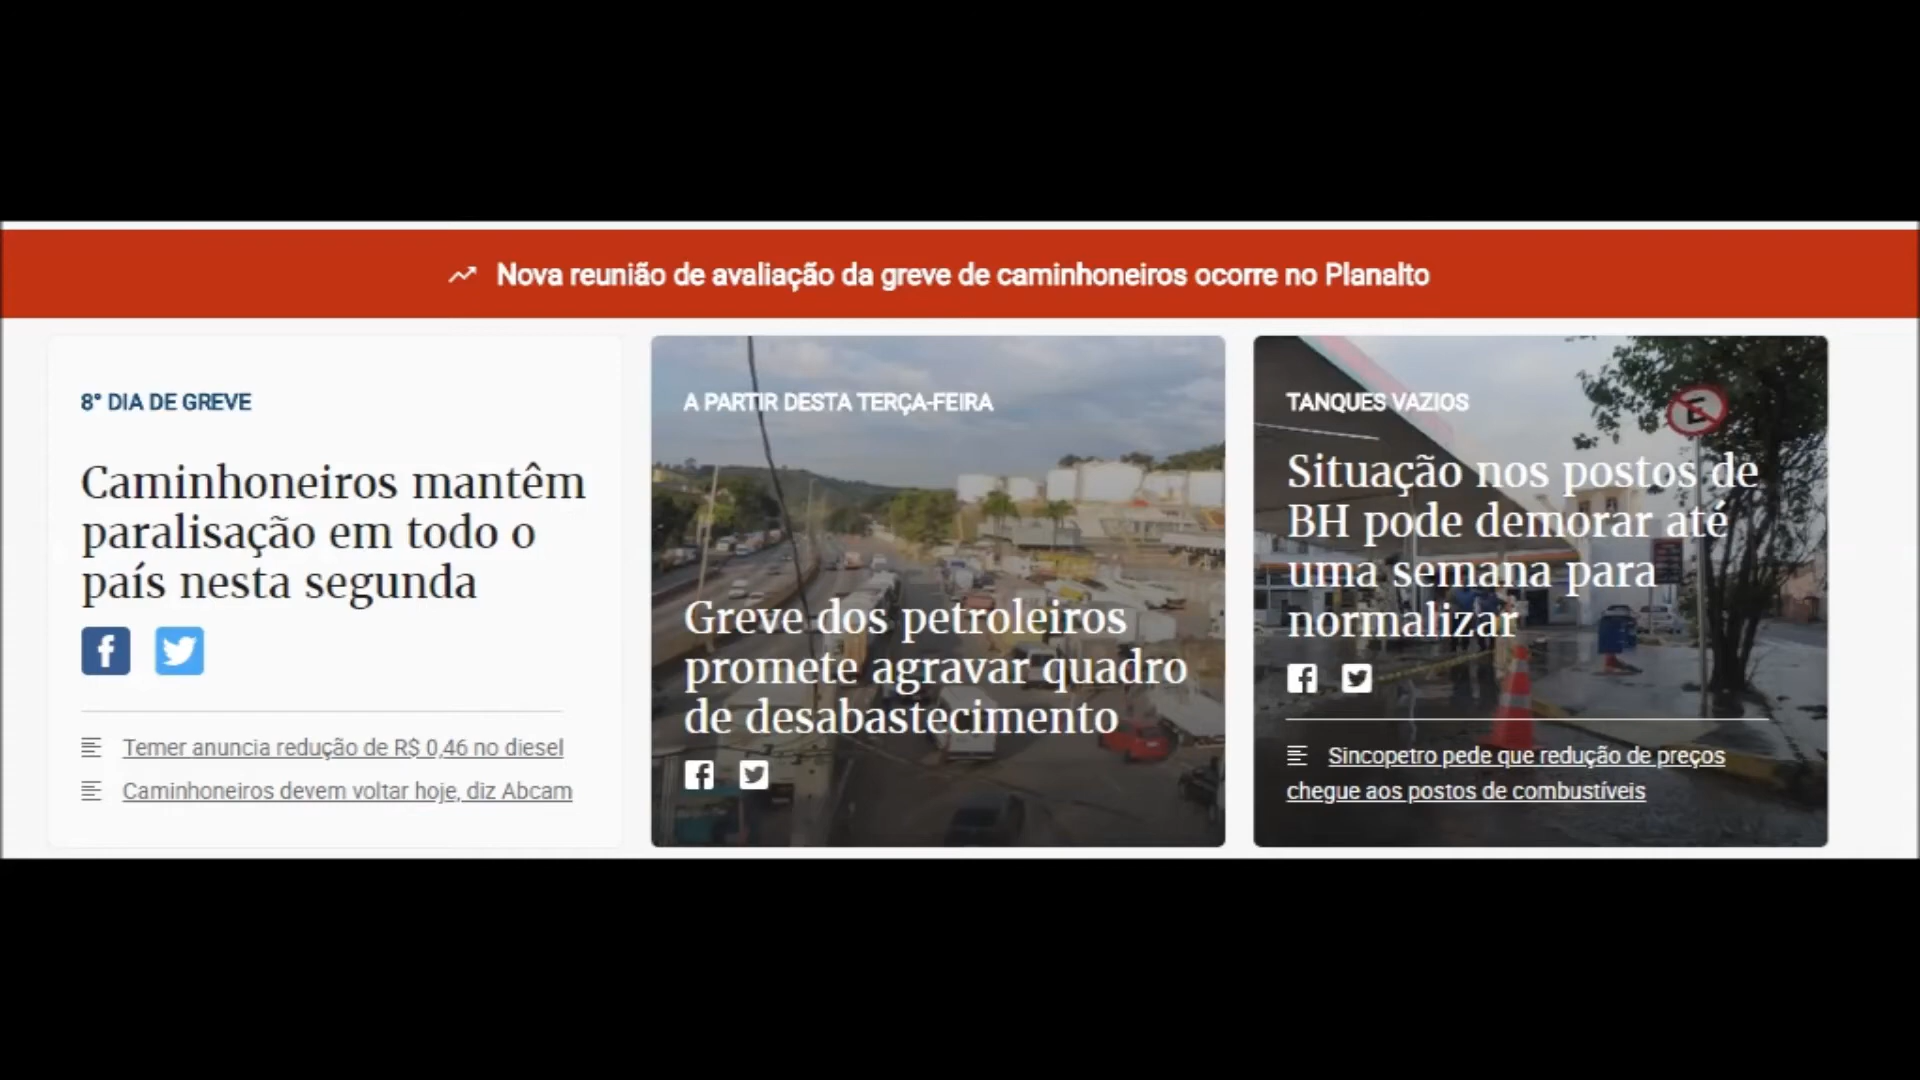 Nova reunião de avaliação da greve de caminhoneiros ocorre no Planalto
8° DIA DE GREVE
Caminhoneiros mantêm
paralisação em todo o
país nesta segunda
Temer anuncia redução de R$ 0,46 no diesel
Caminhoneiros devem voltar hoje, diz Abcam
A PARTIR DESTA TERÇA-FEIRA
Greve dos petroleiros
promete agravar quadro
de desabastecimento
TANQUES VAZIOS
Situação nos postos de
BH pode demorar até
uma semana para
normalizar
Sincopetro pede que redução de preços
chegue aos postos de combustíveis